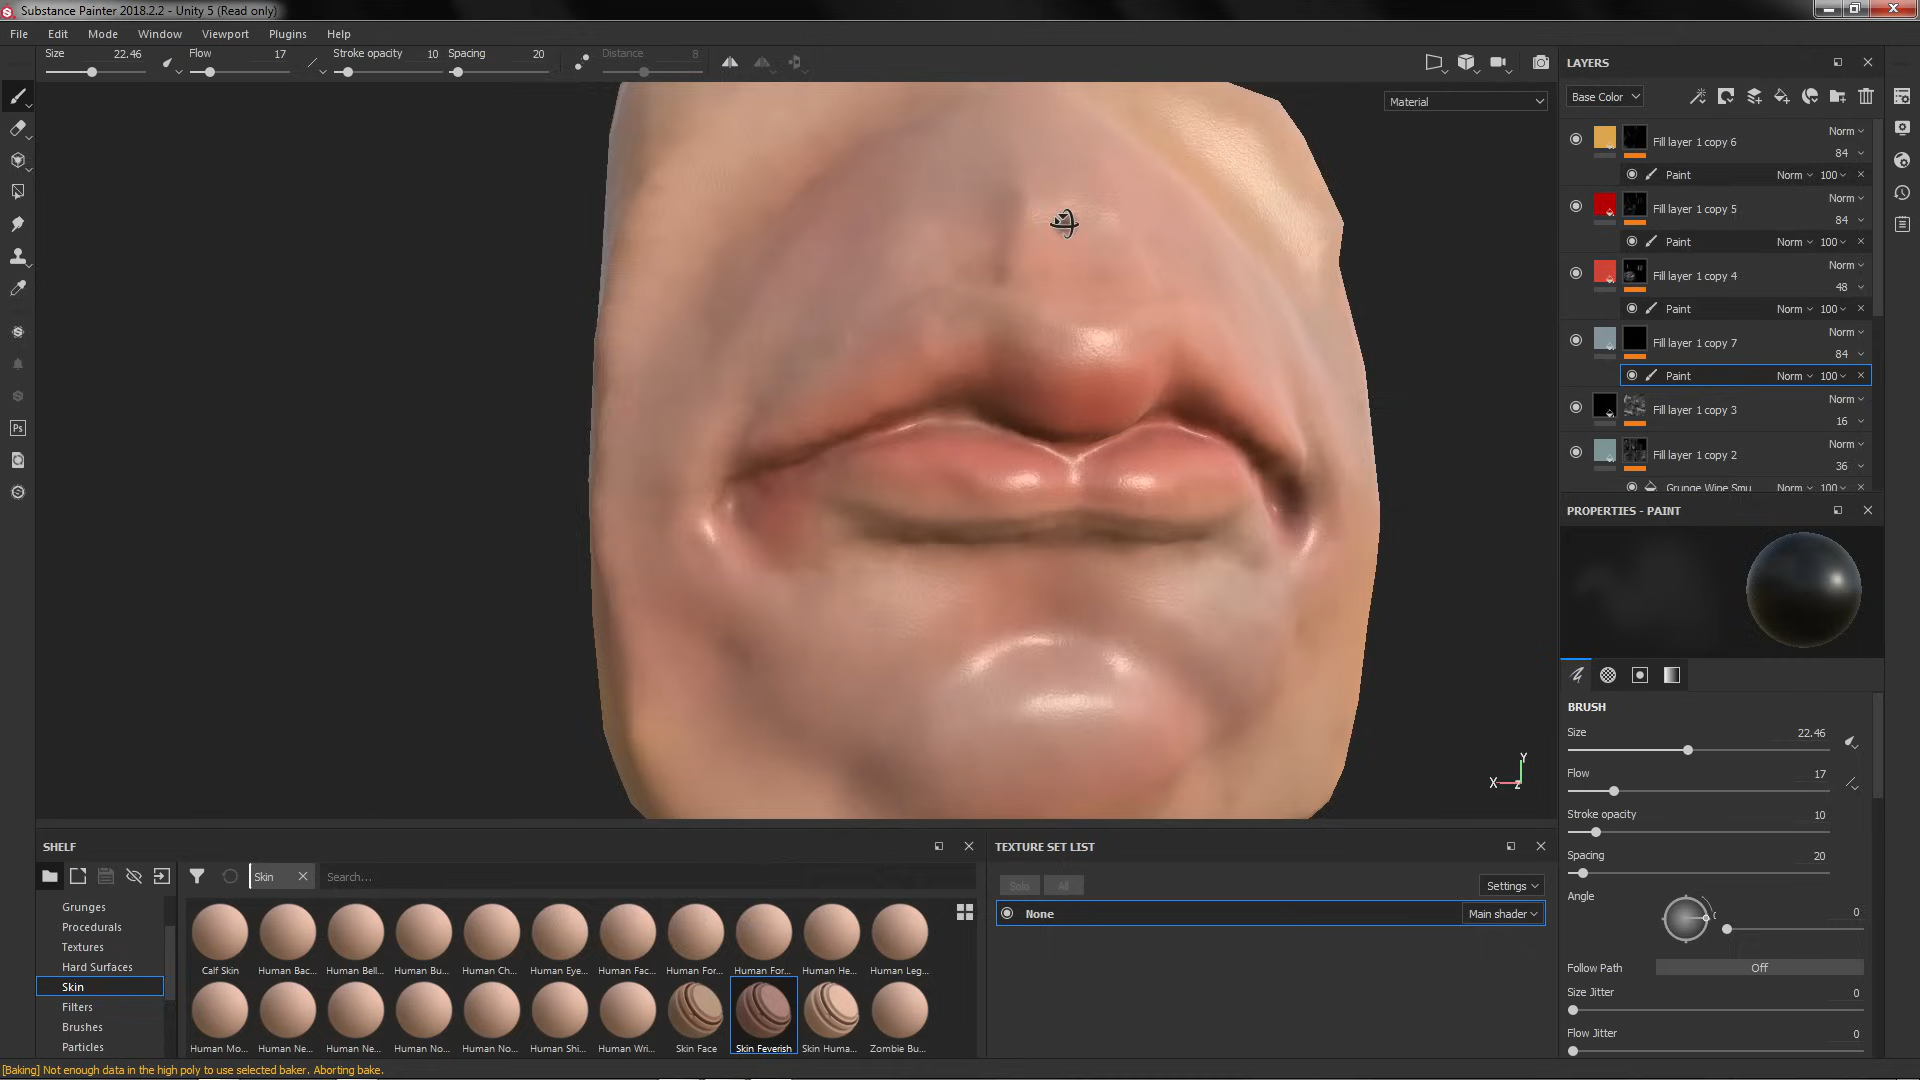 Substance Painter 2018.2.2 - Unity 5 (Read only)
File Edit Mode Window Viewport Plugins Help
Size 22.46 Flow 17 Stroke opacity 10 Spacing 20 Distance 8
Material
LAYERS
Base Color
Fill layer 1 copy 6 Norm 84
Paint Norm 100
Fill layer 1 copy 5 Norm 84
Paint Norm 100
Fill layer 1 copy 4 Norm 48
Paint Norm 100
Fill layer 1 copy 7 Norm 84
Paint Norm 100
Fill layer 1 copy 3 Norm 16
Fill layer 1 copy 2 Norm 36
Grunge Wipe Smu Norm 100
PROPERTIES - PAINT
BRUSH
Size 22.46
Flow 17
Stroke opacity 10
Spacing 20
Angle 0
Follow Path Off
Size Jitter 0
Flow Jitter 0
Ps
Y
X Z
SHELF
Skin Search...
Grunges
Procedurals
Textures
Hard Surfaces
Skin
Filters
Brushes
Particles
Calf Skin Human Bac... Human Bell... Human Bu... Human Ch... Human Eye... Human Fac... Human For... Human For... Human He... Human Leg...
Human Mo... Human Ne... Human Ne... Human No... Human No... Human Shi... Human Wri... Skin Face Skin Feverish Skin Huma... Zombie Bu...
TEXTURE SET LIST
Solo All Settings
None Main shader
[Baking] Not enough data in the high poly to use selected baker. Aborting bake.